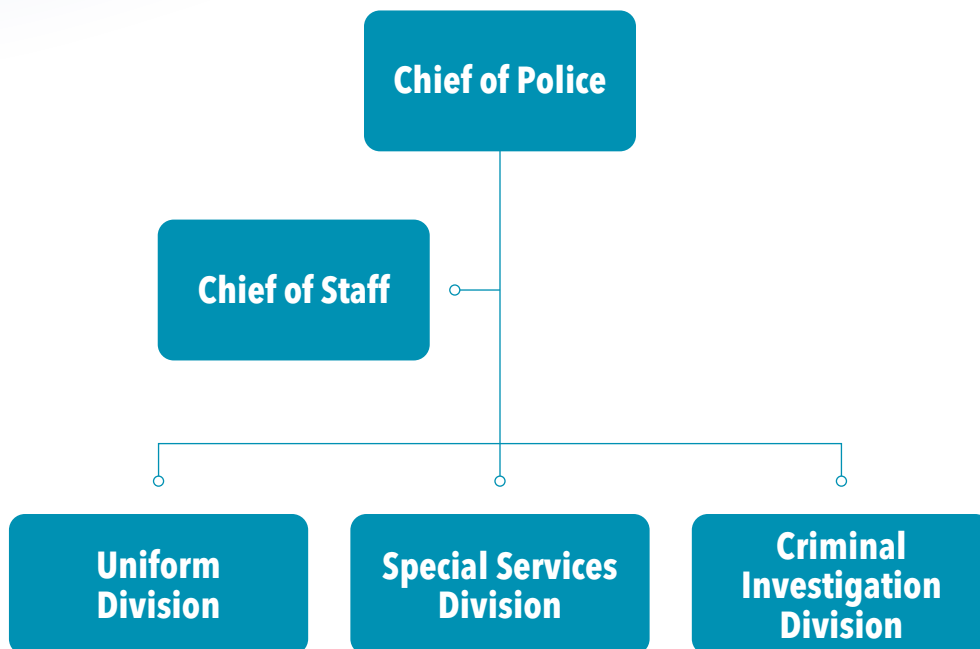 Chief of Police
Chief of Staff
Uniform
Division
Special Services
Division
Criminal
Investigation
Division